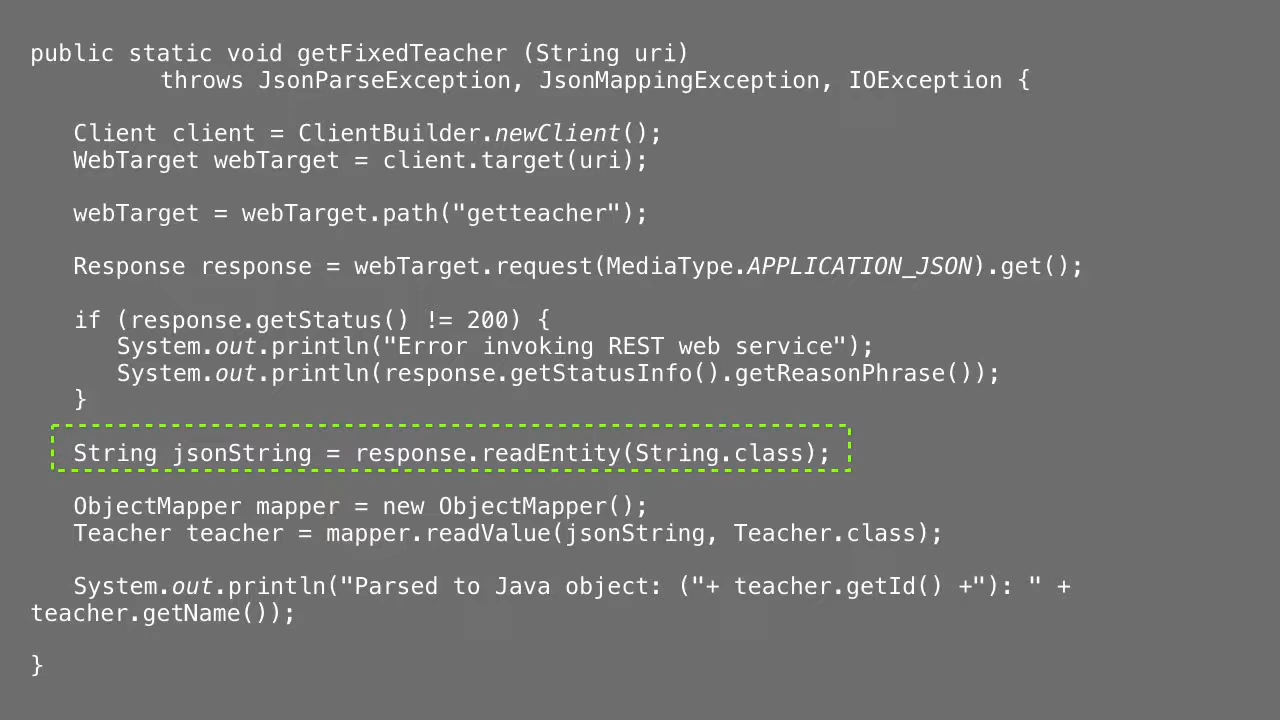 public static void getFixedTeacher (String uri)
throws JsonParseException, JsonMappingException, IOException {
Client client = ClientBuilder.newClient();
WebTarget webTarget = client.target(uri);
webTarget = webTarget.path("getteacher");
Response response = webTarget.request(MediaType.APPLICATION_JSON).get();
if (response.getStatus() != 200) {
System.out.println("Error invoking REST web service");
System.out.println(response.getStatusInfo().getReasonPhrase());
}
String jsonString = response.readEntity(String.class);
ObjectMapper mapper = new ObjectMapper();
Teacher teacher = mapper.readValue(jsonString, Teacher.class);
System.out.println("Parsed to Java object: ("+ teacher.getId() +"): " +
teacher.getName());
}